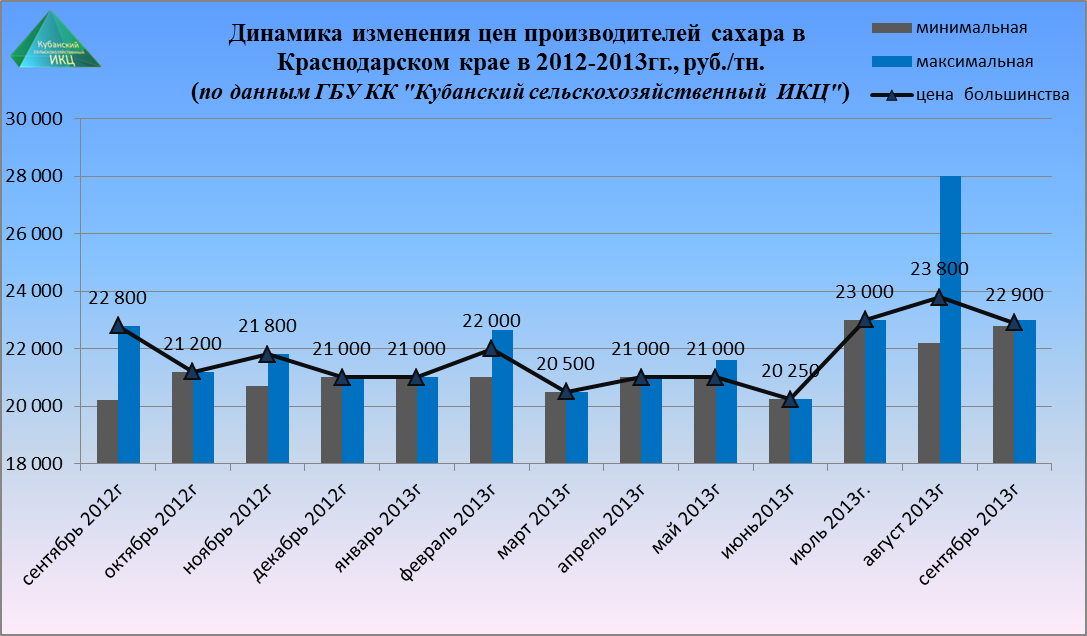 Кубанский
сельскохозяйственный
ИКЦ
Динамика изменения цен производителей сахара в
Краснодарском крае в 2012-2013гг., руб./тн.
(по данным ГБУ КК "Кубанский сельскохозяйственный ИКЦ")
минимальная
максимальная
цена большинства
30 000
28 000
26 000
24 000
22 000
20 000
18 000
22 800
21 200
21 800
21 000
21 000
22 000
20 500
21 000
21 000
20 250
23 000
23 800
22 900
сентябрь 2012г
октябрь 2012г
ноябрь 2012г
декабрь 2012г
январь 2013г
февраль 2013г
март 2013г
апрель 2013г
май 2013г
июнь2013г
июль 2013г.
август 2013г
сентябрь 2013г